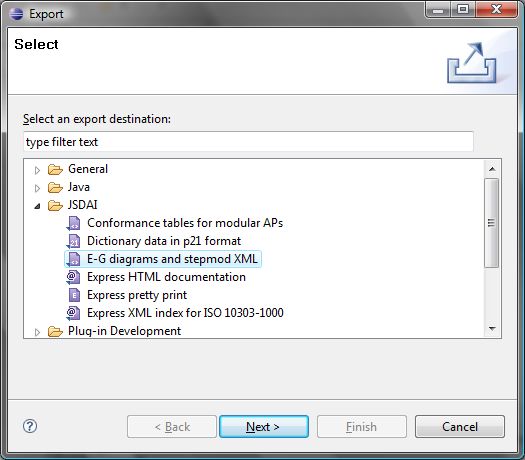 Export
Select
Select an export destination:
type filter text
General
Java
JSDAI
Conformance tables for modular APs
Dictionary data in p21 format
E-G diagrams and stepmod XML
Express HTML documentation
Express pretty print
Express XML index for ISO 10303-1000
Plug-in Development
? < Back Next > Finish Cancel